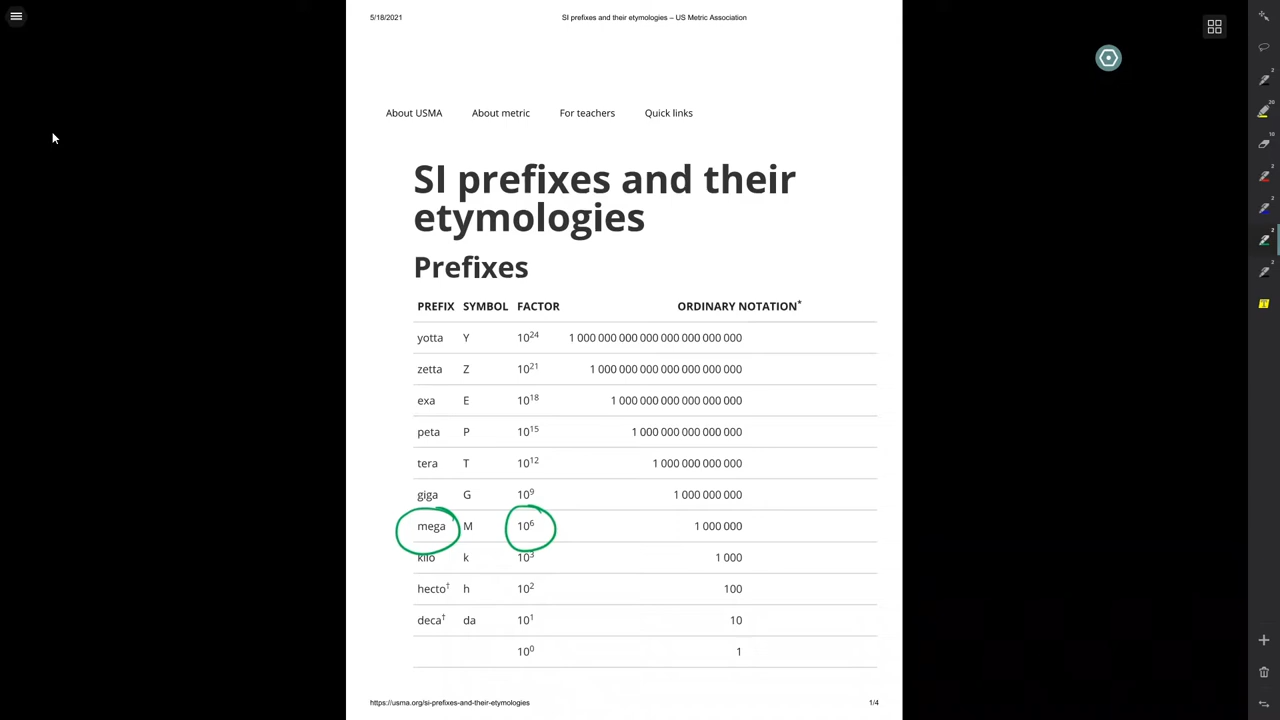 5/18/2021 SI prefixes and their etymologies – US Metric Association
About USMA About metric For teachers Quick links
SI prefixes and their
etymologies
Prefixes
PREFIX SYMBOL FACTOR ORDINARY NOTATION*
yotta Y 10²⁴ 1 000 000 000 000 000 000 000 000
zetta Z 10²¹ 1 000 000 000 000 000 000 000
exa E 10¹⁸ 1 000 000 000 000 000 000
peta P 10¹⁵ 1 000 000 000 000 000
tera T 10¹² 1 000 000 000 000
giga G 10⁹ 1 000 000 000
mega M 10⁶ 1 000 000
kilo k 10³ 1 000
hecto† h 10² 100
deca† da 10¹ 10
10⁰ 1
https://usma.org/si-prefixes-and-their-etymologies 1/4